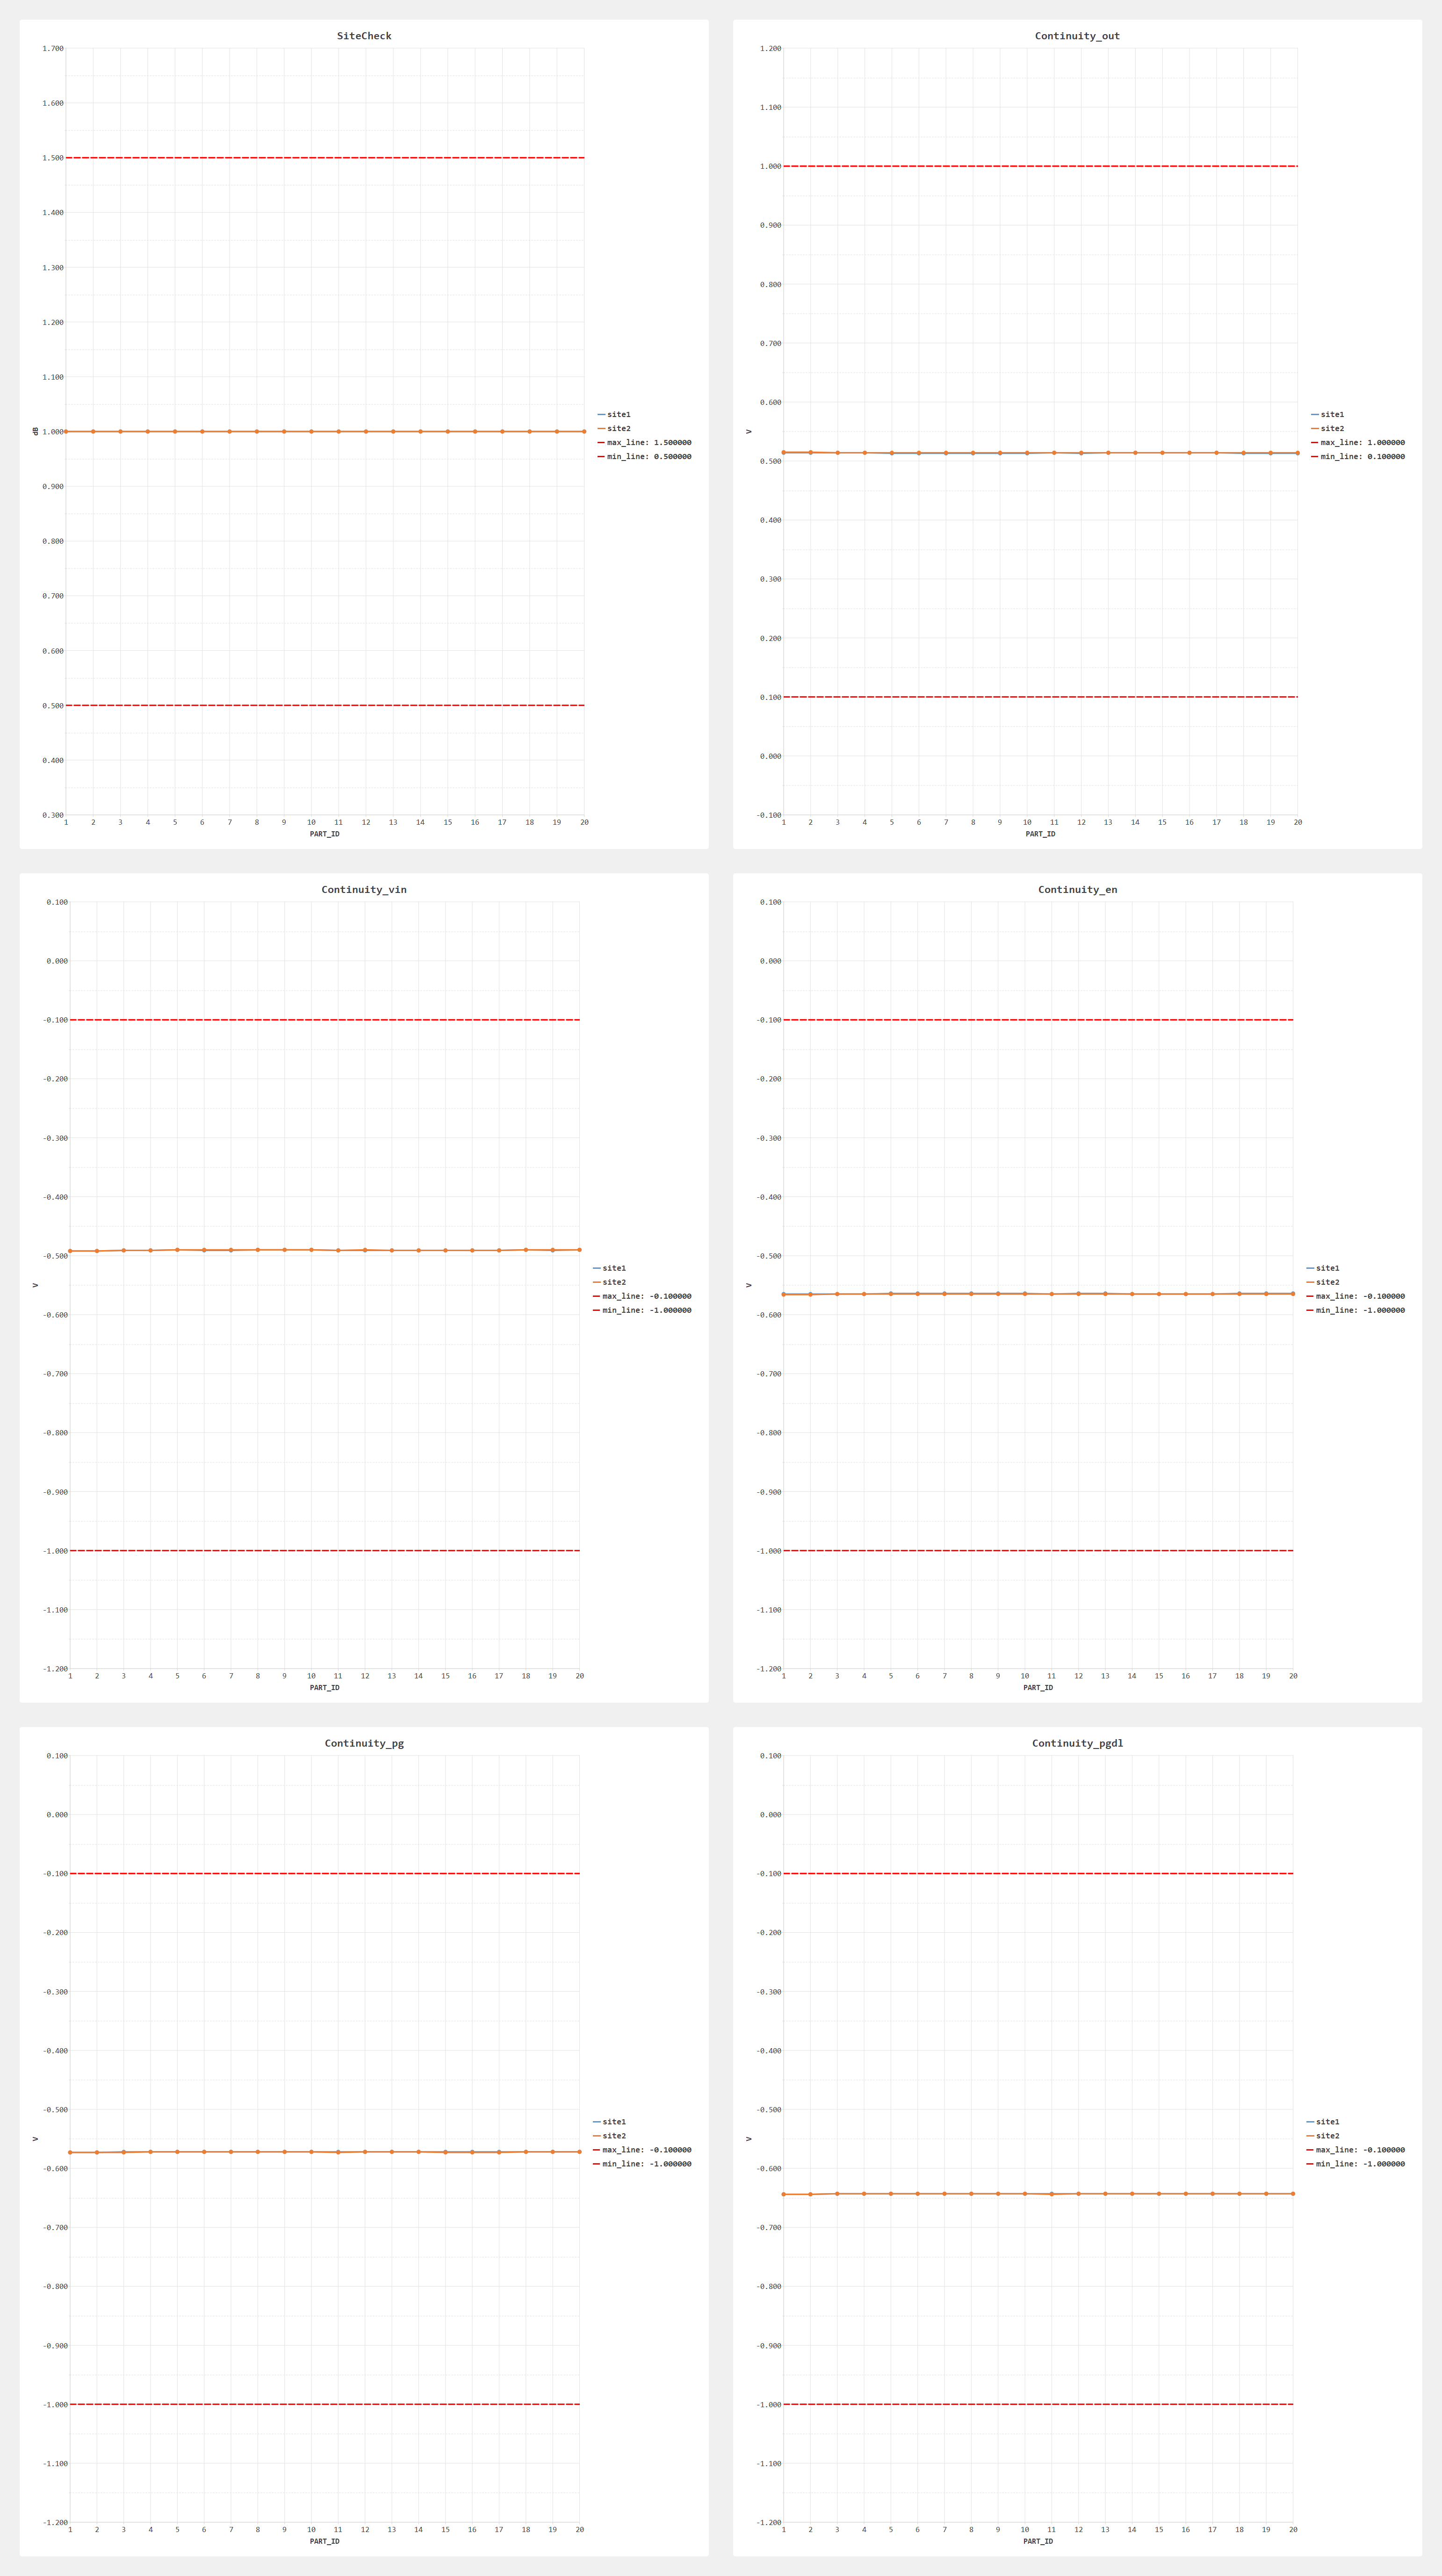 SiteCheck
1.700
1.600
1.500
1.400
1.300
1.200
1.100
1.000
0.900
0.800
0.700
0.600
0.500
0.400
0.300
dB
1 2 3 4 5 6 7 8 9 10 11 12 13 14 15 16 17 18 19 20
PART_ID
site1
site2
max_line: 1.500000
min_line: 0.500000
Continuity_out
1.200
1.100
1.000
0.900
0.800
0.700
0.600
0.500
0.400
0.300
0.200
0.100
0.000
-0.100
V
1 2 3 4 5 6 7 8 9 10 11 12 13 14 15 16 17 18 19 20
PART_ID
site1
site2
max_line: 1.000000
min_line: 0.100000
Continuity_vin
0.100
0.000
-0.100
-0.200
-0.300
-0.400
-0.500
-0.600
-0.700
-0.800
-0.900
-1.000
-1.100
-1.200
V
1 2 3 4 5 6 7 8 9 10 11 12 13 14 15 16 17 18 19 20
PART_ID
site1
site2
max_line: -0.100000
min_line: -1.000000
Continuity_en
0.100
0.000
-0.100
-0.200
-0.300
-0.400
-0.500
-0.600
-0.700
-0.800
-0.900
-1.000
-1.100
-1.200
V
1 2 3 4 5 6 7 8 9 10 11 12 13 14 15 16 17 18 19 20
PART_ID
site1
site2
max_line: -0.100000
min_line: -1.000000
Continuity_pg
0.100
0.000
-0.100
-0.200
-0.300
-0.400
-0.500
-0.600
-0.700
-0.800
-0.900
-1.000
-1.100
-1.200
V
1 2 3 4 5 6 7 8 9 10 11 12 13 14 15 16 17 18 19 20
PART_ID
site1
site2
max_line: -0.100000
min_line: -1.000000
Continuity_pgdl
0.100
0.000
-0.100
-0.200
-0.300
-0.400
-0.500
-0.600
-0.700
-0.800
-0.900
-1.000
-1.100
-1.200
V
1 2 3 4 5 6 7 8 9 10 11 12 13 14 15 16 17 18 19 20
PART_ID
site1
site2
max_line: -0.100000
min_line: -1.000000